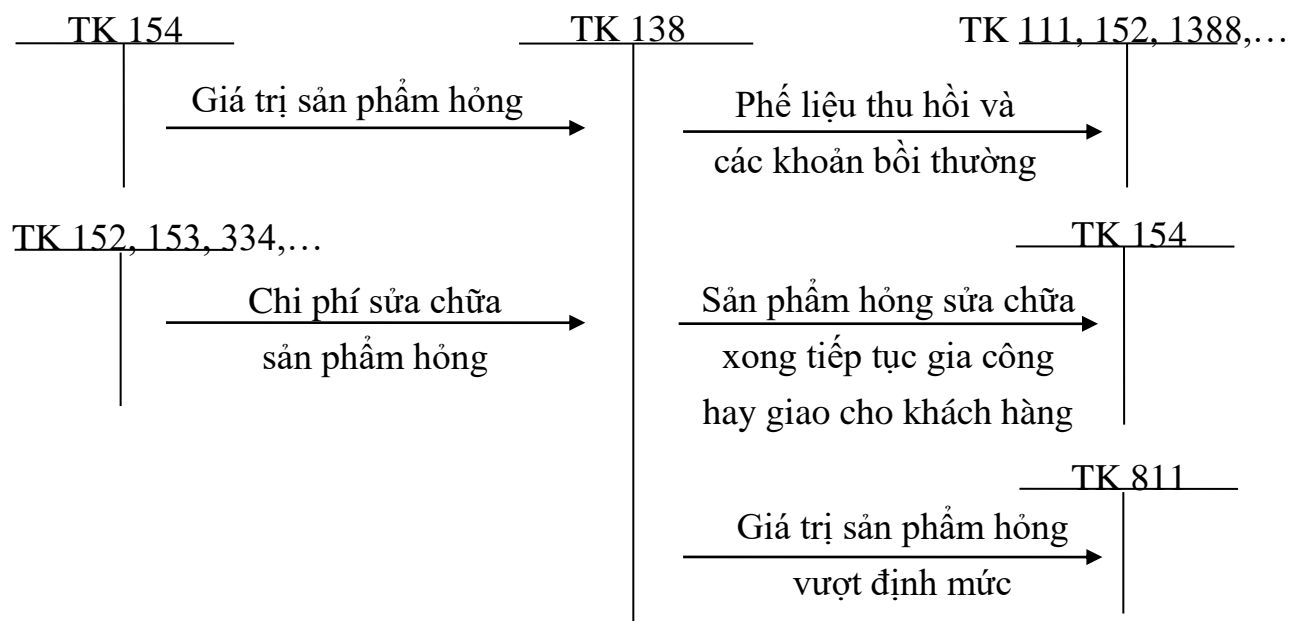 TK 154
TK 138
TK 111, 152, 1388,…
Giá trị sản phẩm hỏng
Phế liệu thu hồi và
các khoản bồi thường
TK 152, 153, 334,…
TK 154
Chi phí sửa chữa
sản phẩm hỏng
Sản phẩm hỏng sửa chữa
xong tiếp tục gia công
hay giao cho khách hàng
TK 811
Giá trị sản phẩm hỏng
vượt định mức